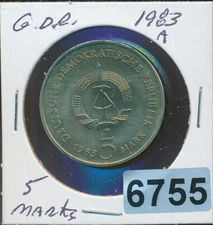 G.D.R. 1983
A
DEUTSCHE DEMOKRATISCHE REPUBLIK
5
MARK
1983
5
MARKS
6755